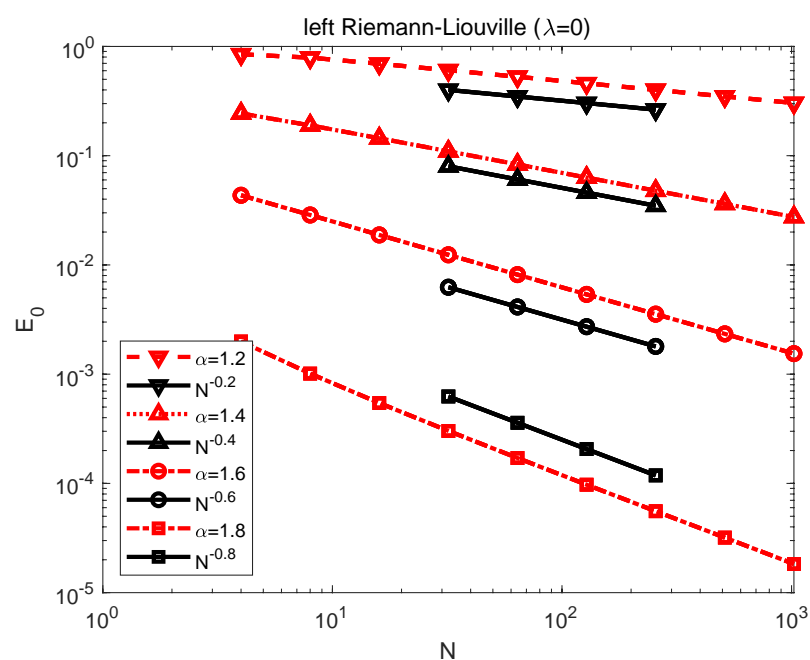 left Riemann-Liouville (λ=0)
10^0
10^-1
10^-2
10^-3
10^-4
10^-5
E_0
α=1.2
N^-0.2
α=1.4
N^-0.4
α=1.6
N^-0.6
α=1.8
N^-0.8
10^0
10^1
10^2
10^3
N